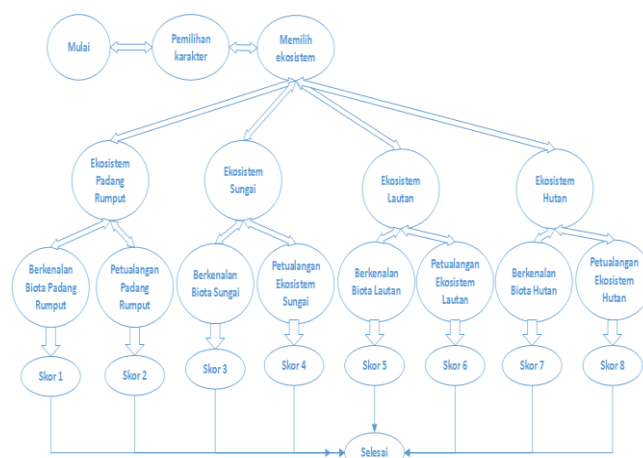 Mulai
Pemilihan
karakter
Memilih
ekosistem
Ekosistem
Padang
Rumput
Ekosistem
Sungai
Ekosistem
Lautan
Ekosistem
Hutan
Berkenalan
Biota Padang
Rumput
Petualangan
Padang
Rumput
Berkenalan
Biota Sungai
Petualangan
Ekosistem
Sungai
Berkenalan
Biota Lautan
Petualangan
Ekosistem
Lautan
Berkenalan
Biota Hutan
Petualangan
Ekosistem
Hutan
Skor 1
Skor 2
Skor 3
Skor 4
Skor 5
Skor 6
Skor 7
Skor 8
Selesai